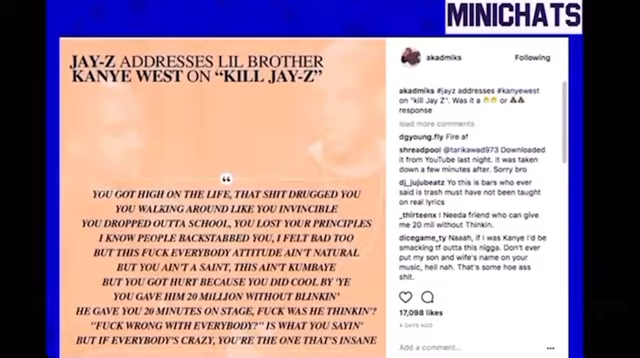 MINICHATS
JAY-Z ADDRESSES LIL BROTHER
KANYE WEST ON “KILL JAY-Z”
“
YOU GOT HIGH ON THE LIFE, THAT SHIT DRUGGED YOU
YOU WALKING AROUND LIKE YOU INVINCIBLE
YOU DROPPED OUTTA SCHOOL, YOU LOST YOUR PRINCIPLES
I KNOW PEOPLE BACKSTABBED YOU, I FELT BAD TOO
BUT THIS FUCK EVERYBODY ATTITUDE AIN'T NATURAL
BUT YOU AIN'T A SAINT, THIS AIN'T KUMBAYE
BUT YOU GOT HURT BECAUSE YOU DID COOL BY 'YE
YOU GAVE HIM 20 MILLION WITHOUT BLINKIN'
HE GAVE YOU 20 MINUTES ON STAGE, FUCK WAS HE THINKIN'?
"FUCK WRONG WITH EVERYBODY?" IS WHAT YOU SAYIN'
BUT IF EVERYBODY'S CRAZY, YOU'RE THE ONE THAT'S INSANE
akadmiks Following
akadmiks #jayz addresses #kanyewest
on "kill Jay Z". Was it a 🔥🔥 or 💩💩
response
load more comments
dgyoung.fly Fire af
shreadpool @tarikawad973 Downloaded
it from YouTube last night. it was taken
down a few minutes after. Sorry bro
dj_jujubeatz Yo this is bars who ever
said is trash must have not been taught
on real lyrics
_thirteenx I Needa friend who can give
me 20 mil without Thinkin.
dicegame_ty Naaah, if I was Kanye I'd be
smacking tf outta this nigga. Don't ever
put my son and wife's name on your
music, hell nah. That's some hoe ass
shit.
17,098 likes
4 DAYS AGO
Add a comment...